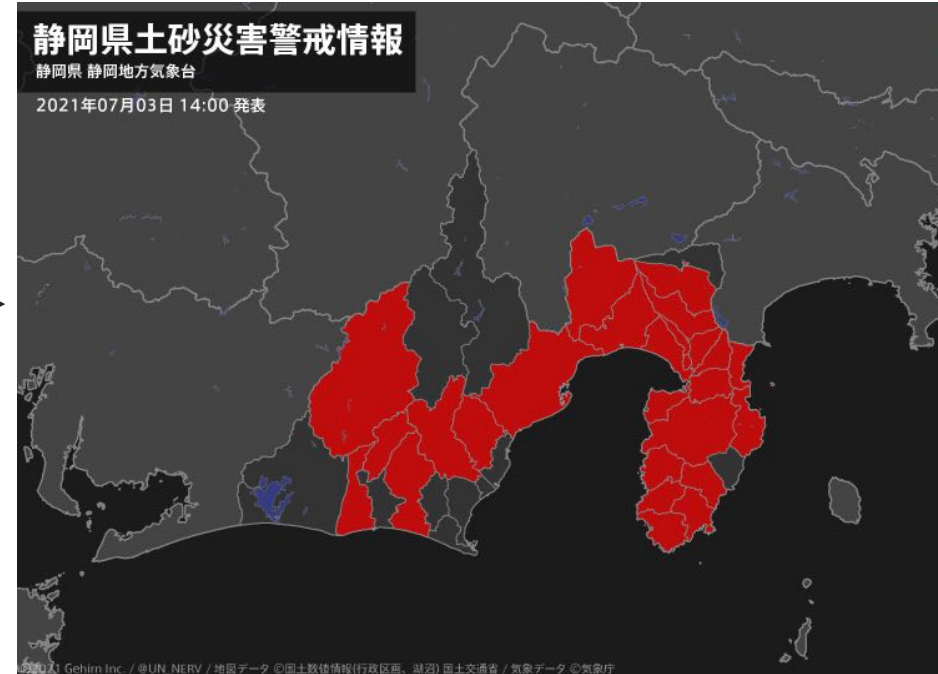 静岡県土砂災害警戒情報
静岡県 静岡地方気象台
2021年07月03日 14:00 発表
©2021 Gehirn Inc. / @UN_NERV / 地図データ ©国土数値情報(行政区画、湖沼) 国土交通省 / 気象データ ©気象庁